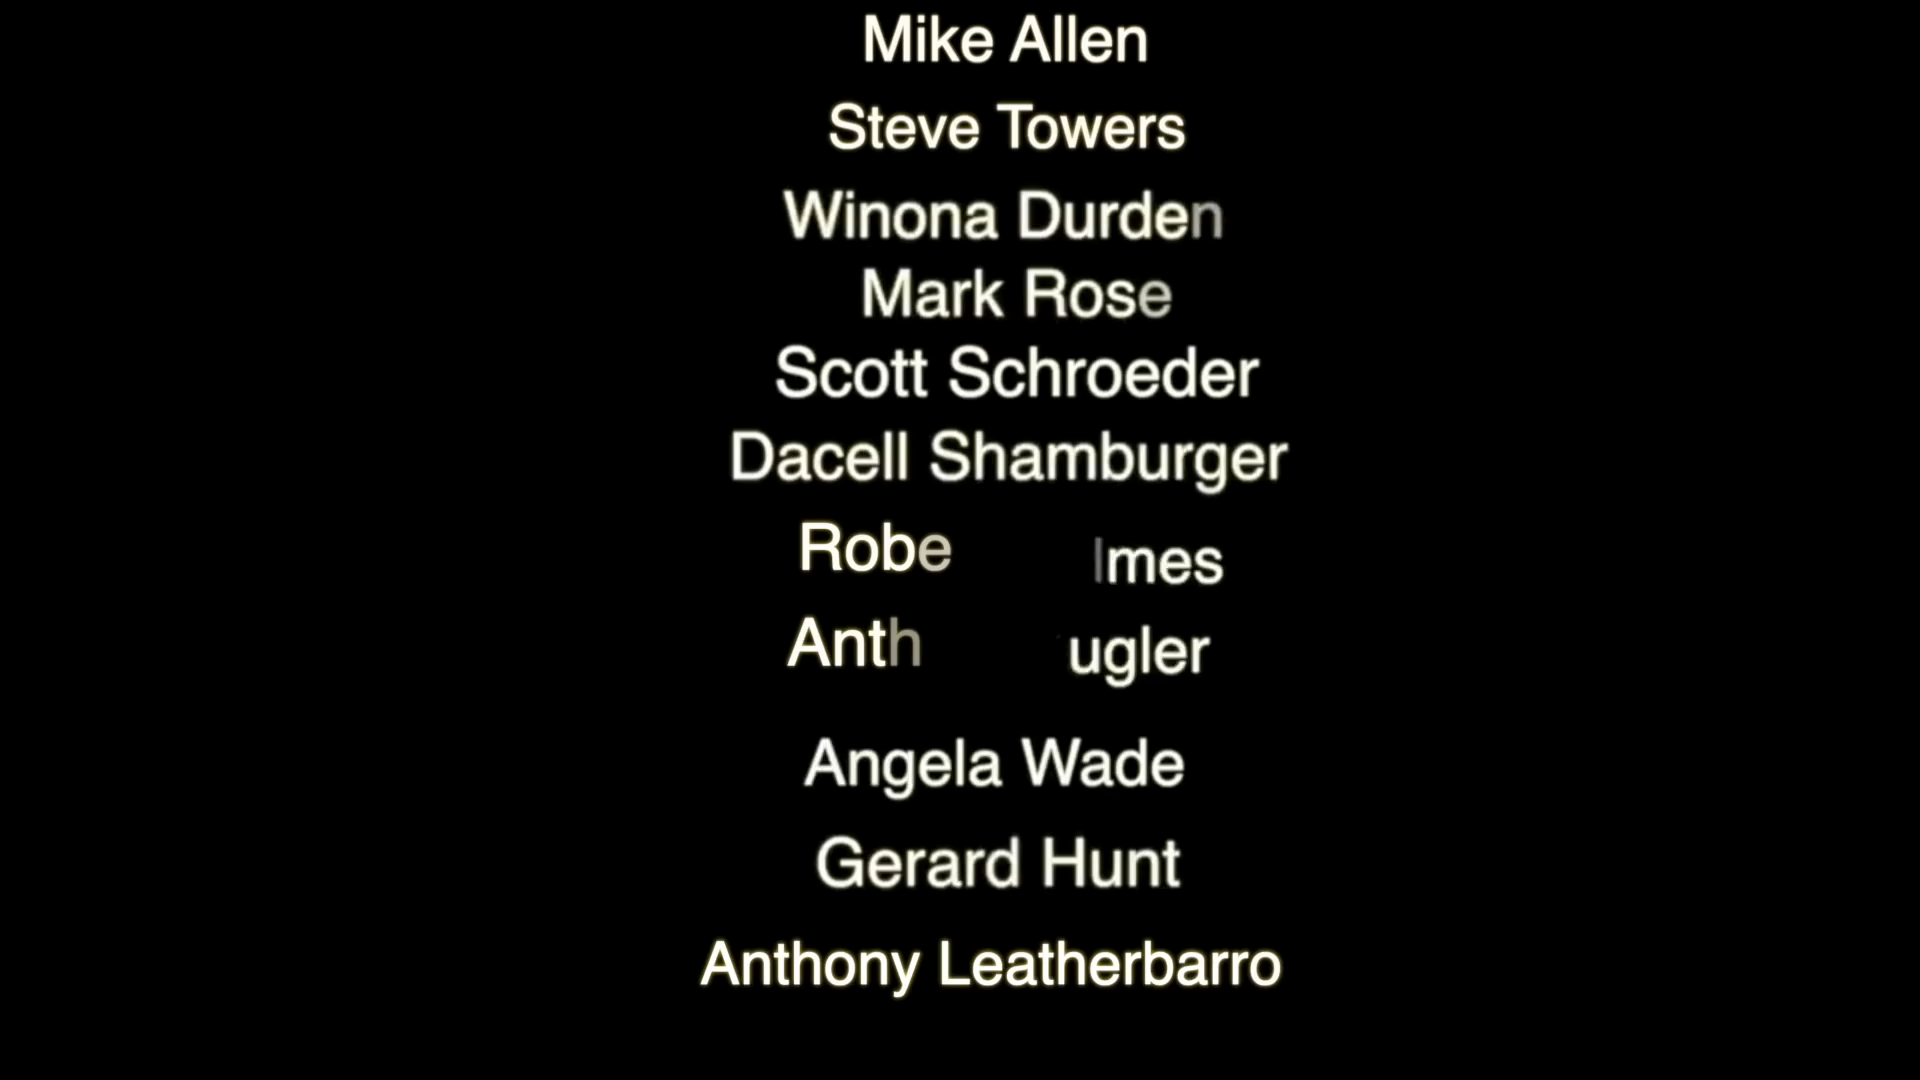 Mike Allen
Steve Towers
Winona Durden
Mark Rose
Scott Schroeder
Dacell Shamburger
Robe lmes
Anth ugler
Angela Wade
Gerard Hunt
Anthony Leatherbarro